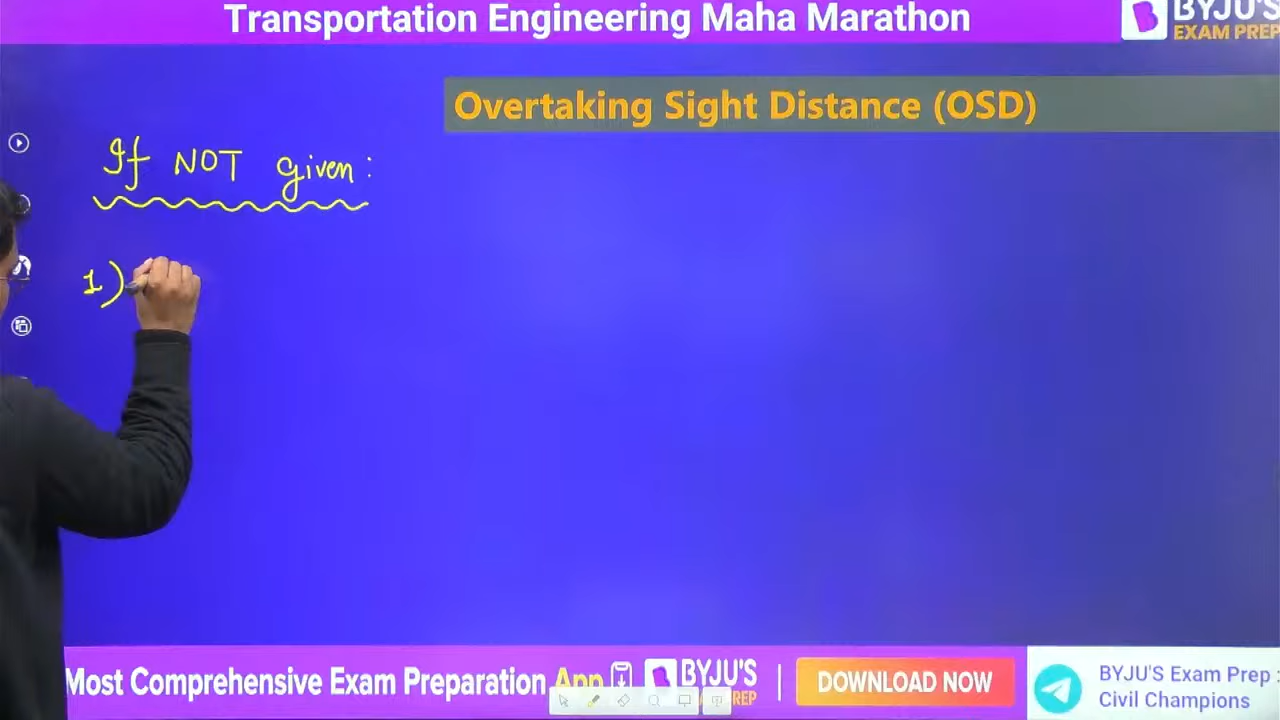 Transportation Engineering Maha Marathon
BYJU'S
EXAM PREP
Overtaking Sight Distance (OSD)
If NOT given:
1)
Most Comprehensive Exam Preparation App
BYJU'S
DOWNLOAD NOW
BYJU'S Exam Prep :
Civil Champions